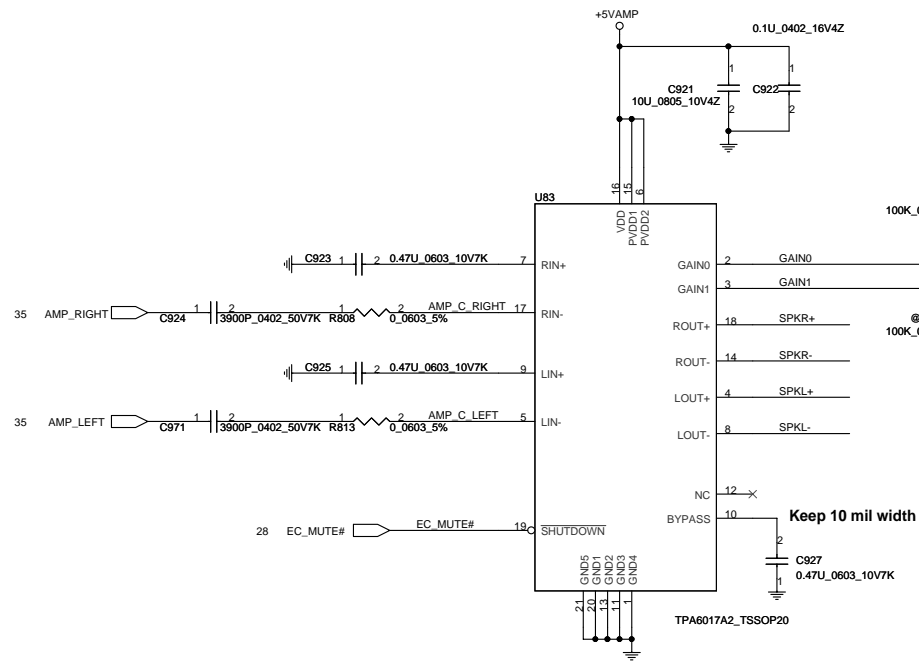 +5VAMP
0.1U_0402_16V4Z
1
1
C921
C922
10U_0805_10V4Z
2
2
U83
16
15
6
VDD
PVDD1
PVDD2
100K_0
C923 1 2 0.47U_0603_10V7K 7 RIN+
GAIN0 2 GAIN0
GAIN1 3 GAIN1
35 AMP_RIGHT 1 2 1 2 AMP_C_RIGHT 17 RIN-
C924 3900P_0402_50V7K R808 0_0603_5%
ROUT+ 18 SPKR+
@
100K_0
ROUT- 14 SPKR-
C925 1 2 0.47U_0603_10V7K 9 LIN+
LOUT+ 4 SPKL+
35 AMP_LEFT 1 2 1 2 AMP_C_LEFT 5 LIN-
C971 3900P_0402_50V7K R813 0_0603_5%
LOUT- 8 SPKL-
NC 12
BYPASS 10 Keep 10 mil width
28 EC_MUTE# EC_MUTE# 19 SHUTDOWN
2
C927
1
0.47U_0603_10V7K
GND5
GND1
GND2
GND3
GND4
21
20
13
11
1
TPA6017A2_TSSOP20